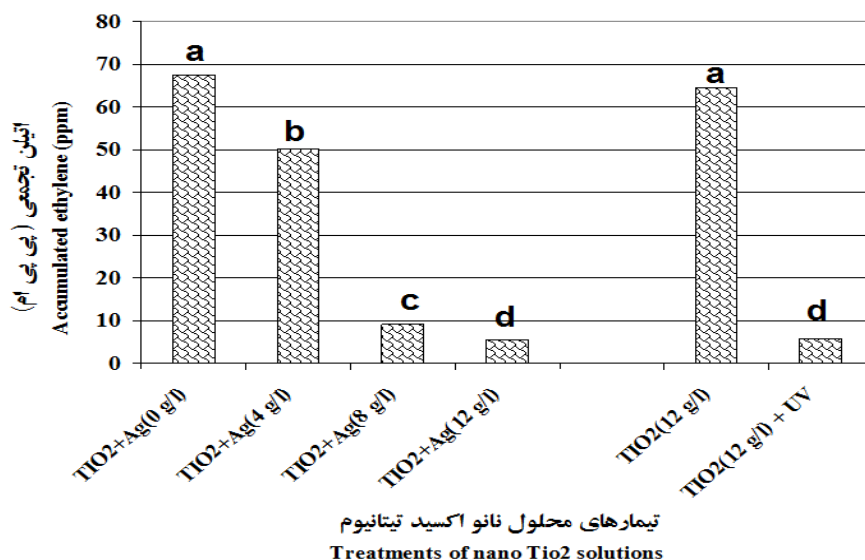 80
70
60
50
40
30
20
10
0
اتیلن تجمعی (پی پی ام)
Accumulated ethylene (ppm)
a
b
c
d
a
d
TIO2+Ag(0 g/l)
TIO2+Ag(4 g/l)
TIO2+Ag(8 g/l)
TIO2+Ag(12 g/l)
TIO2(12 g/l)
TIO2(12 g/l) + UV
تیمارهای محلول نانو اکسید تیتانیوم
Treatments of nano Tio2 solutions